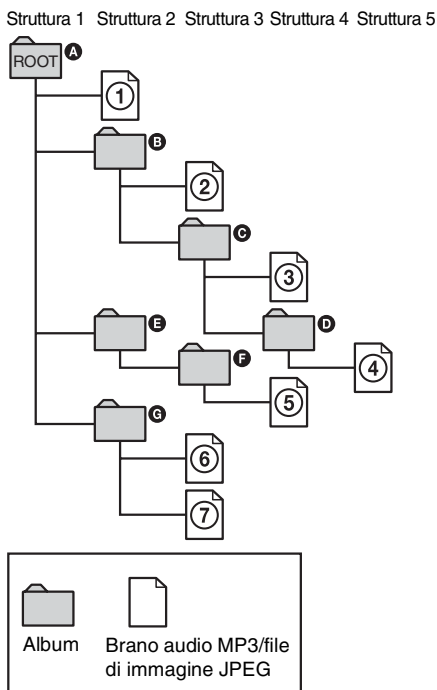 Struttura 1 Struttura 2 Struttura 3 Struttura 4 Struttura 5
ROOT A
1
B
2
C
3
E
D
F
4
5
G
6
7
Album
Brano audio MP3/file
di immagine JPEG